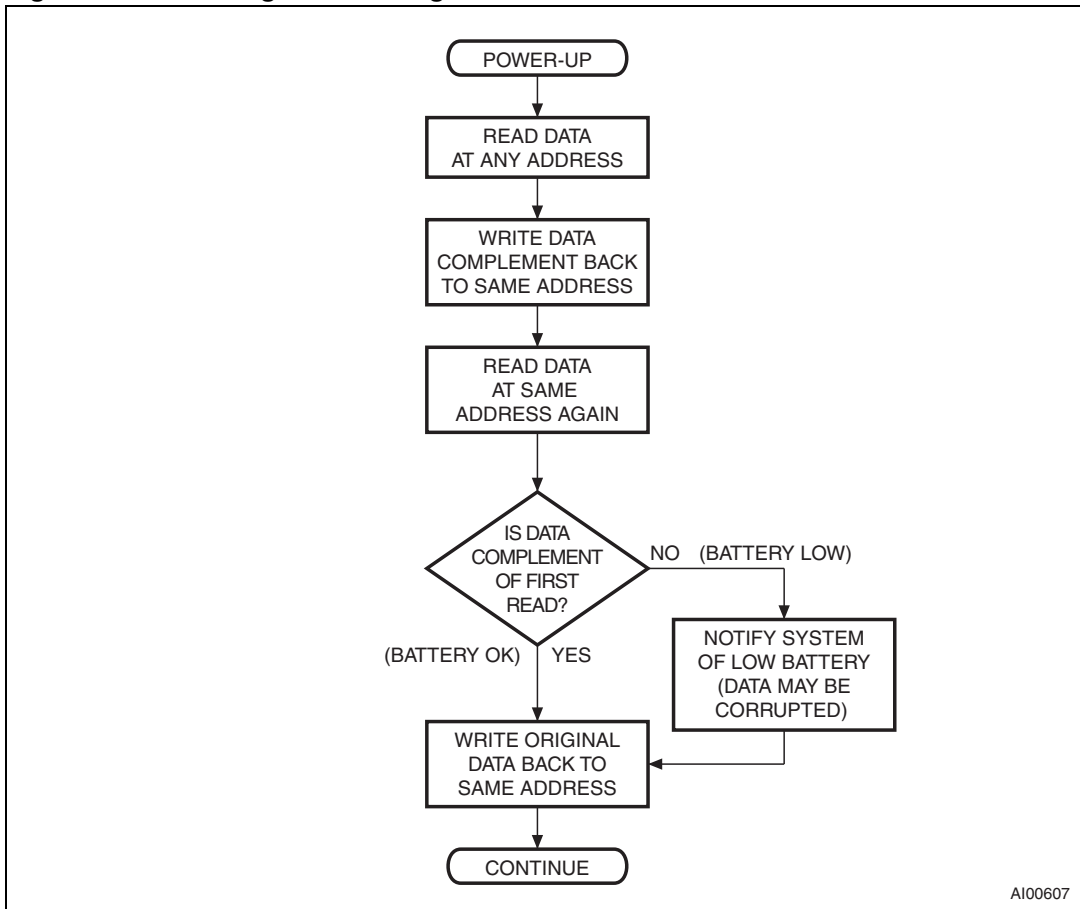 POWER-UP
READ DATA
AT ANY ADDRESS
WRITE DATA
COMPLEMENT BACK
TO SAME ADDRESS
READ DATA
AT SAME
ADDRESS AGAIN
IS DATA
COMPLEMENT
OF FIRST
READ?
NO (BATTERY LOW)
NOTIFY SYSTEM
OF LOW BATTERY
(DATA MAY BE
CORRUPTED)
(BATTERY OK) YES
WRITE ORIGINAL
DATA BACK TO
SAME ADDRESS
CONTINUE
AI00607